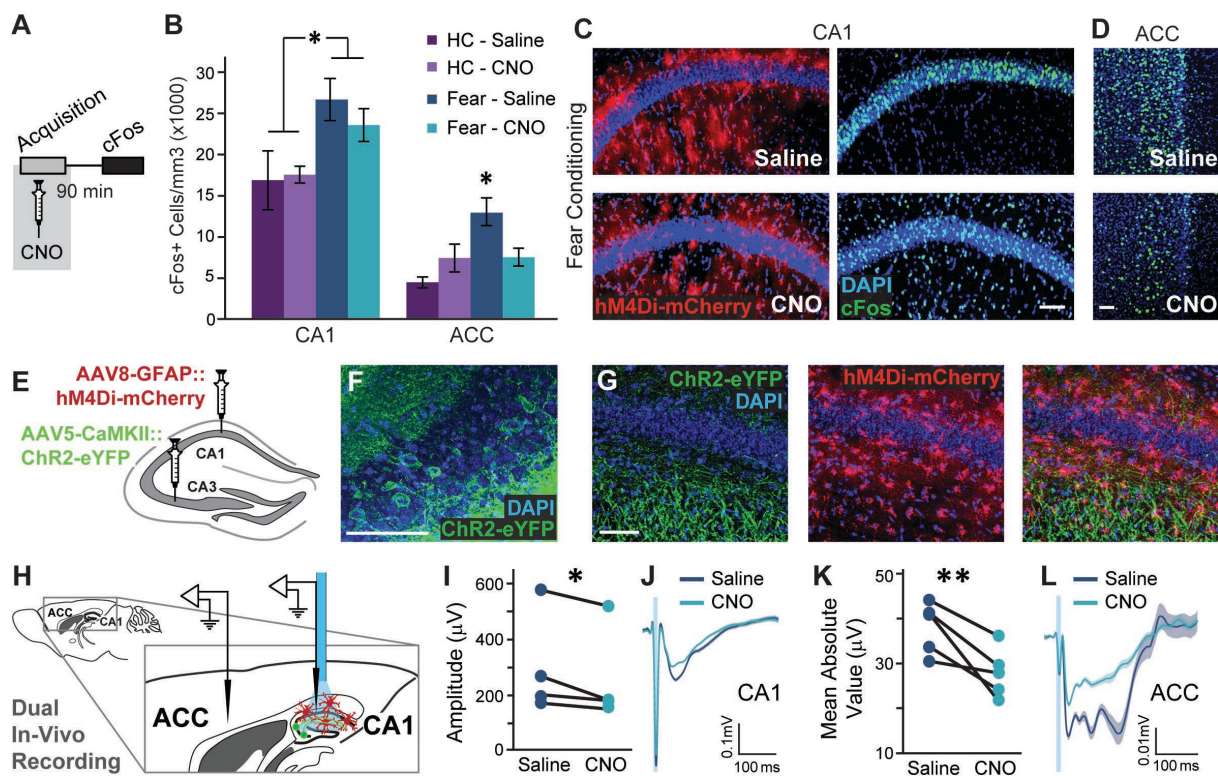 A
Acquisition
cFos
90 min
CNO
B
cFos+ Cells/mm3 (x1000)
30
25
20
15
10
5
0
*
*
HC - Saline
HC - CNO
Fear - Saline
Fear - CNO
CA1
ACC
C
CA1
Fear Conditioning
Saline
hM4Di-mCherry
CNO
DAPI
cFos
D
ACC
Saline
CNO
E
AAV8-GFAP::
hM4Di-mCherry
AAV5-CaMKII::
ChR2-eYFP
CA1
CA3
F
DAPI
ChR2-eYFP
G
ChR2-eYFP
DAPI
hM4Di-mCherry
H
ACC
CA1
Dual
In-Vivo
Recording
ACC
CA1
I
Amplitude (µV)
600
400
200
0
*
Saline
CNO
J
Saline
CNO
CA1
0.1mV
100 ms
K
Mean Absolute
Value (µV)
50
30
10
**
Saline
CNO
L
Saline
CNO
ACC
0.01mV
100 ms